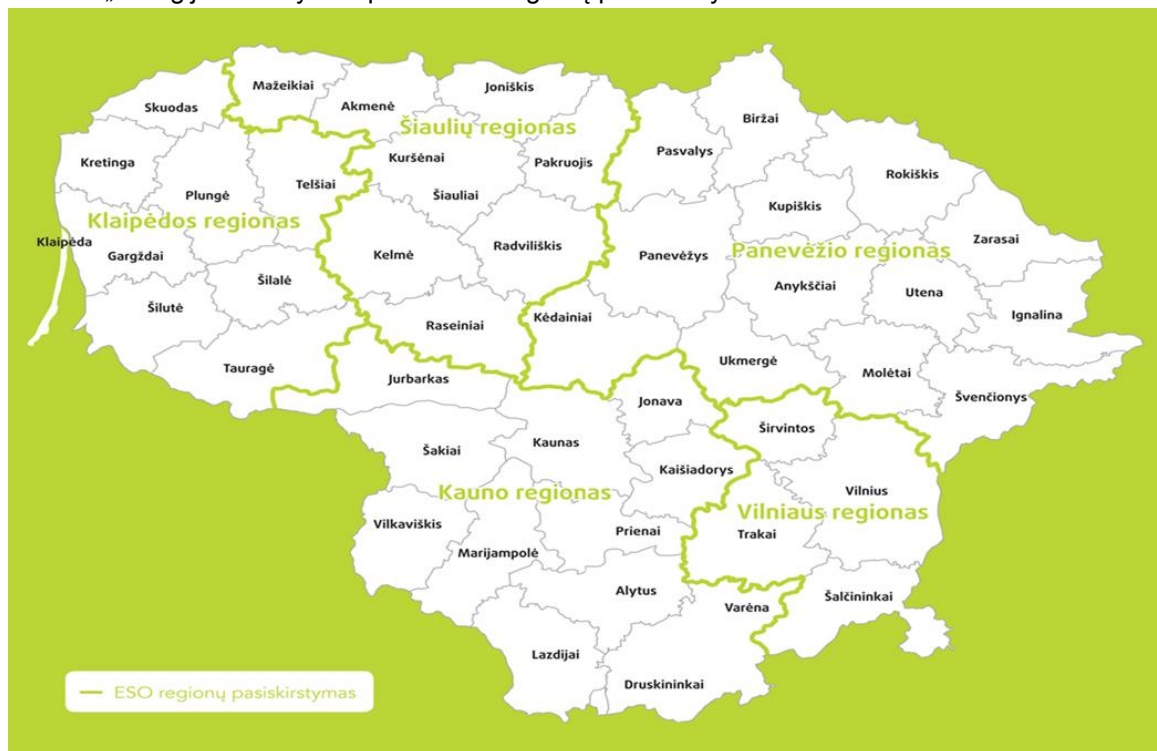 Mažeikiai
Joniškis
Skuodas
Akmenė
Biržai
Šiaulių regionas
Pasvalys
Kretinga
Kuršėnai
Pakruojis
Rokiškis
Telšiai
Plungė
Šiauliai
Kupiškis
Klaipėdos regionas
Klaipėda
Radviliškis
Zarasai
Gargždai
Kelmė
Panevėžys
Panevėžio regionas
Šilalė
Anykščiai
Utena
Šilutė
Ignalina
Raseiniai
Kėdainiai
Tauragė
Ukmergė
Molėtai
Jurbarkas
Švenčionys
Jonava
Širvintos
Šakiai
Kaunas
Kaišiadorys
Kauno regionas
Vilnius
Vilkaviškis
Vilniaus regionas
Prienai
Trakai
Marijampolė
Alytus
Šalčininkai
Varėna
Lazdijai
Druskininkai
ESO regionų pasiskirstymas